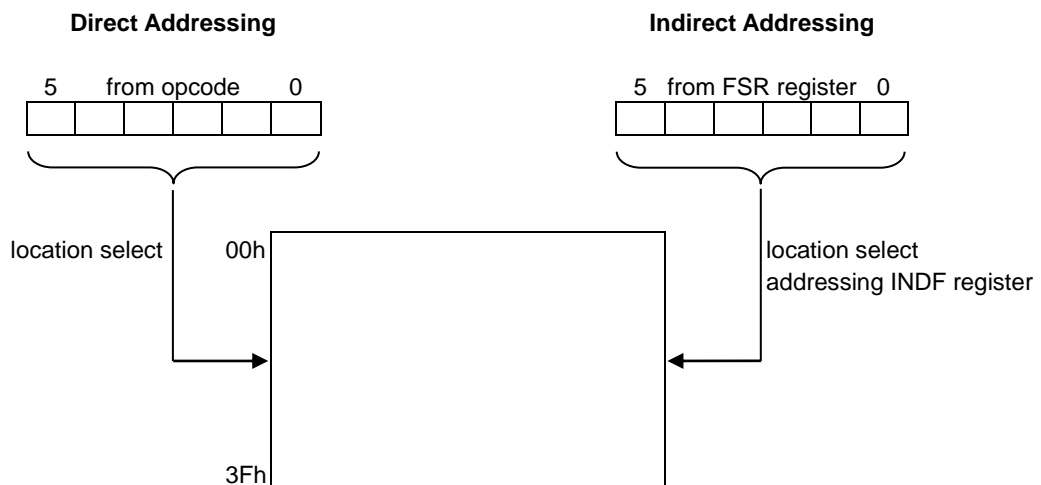 Direct Addressing
Indirect Addressing
5 from opcode 0
5 from FSR register 0
location select
00h
location select
addressing INDF register
3Fh